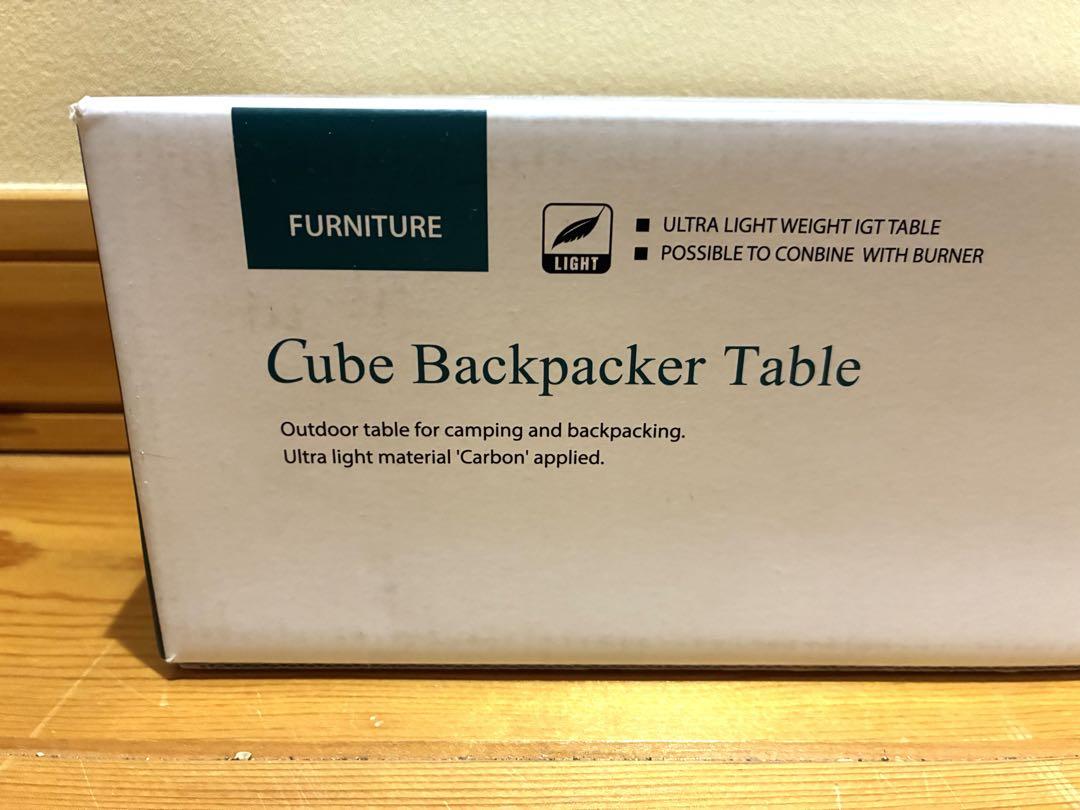 FURNITURE
LIGHT
■ ULTRA LIGHT WEIGHT IGT TABLE
■ POSSIBLE TO CONBINE WITH BURNER
Cube Backpacker Table
Outdoor table for camping and backpacking.
Ultra light material 'Carbon' applied.